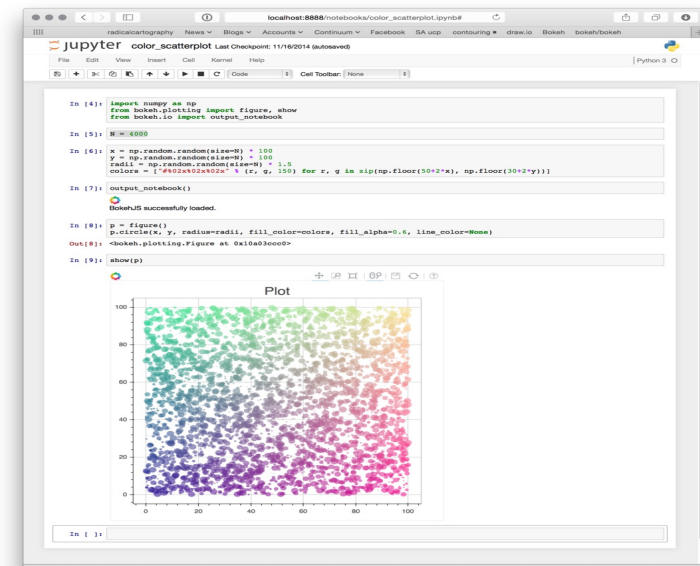 localhost:8888/notebooks/color_scatterplot.ipynb#
radicalcartography News Blogs Accounts Continuum Facebook SA ucp contouring draw.io Bokeh bokeh/bokeh
jupyter color_scatterplot Last Checkpoint: 11/16/2014 (autosaved)
File Edit View Insert Cell Kernel Help Python 3
Code Cell Toolbar: None
In [4]: import numpy as np
from bokeh.plotting import figure, show
from bokeh.io import output_notebook
In [5]: N = 4000
In [6]: x = np.random.random(size=N) * 100
y = np.random.random(size=N) * 100
radii = np.random.random(size=N) * 1.5
colors = ["#%02x%02x%02x" % (r, g, 150) for r, g in zip(np.floor(50+2*x), np.floor(30+2*y))]
In [7]: output_notebook()
BokehJS successfully loaded.
In [8]: p = figure()
p.circle(x, y, radius=radii, fill_color=colors, fill_alpha=0.6, line_color=None)
Out[8]: <bokeh.plotting.Figure at 0x10a03ccc0>
In [9]: show(p)
Plot
100
80
60
40
20
0
0 20 40 60 80 100
In [ ]: